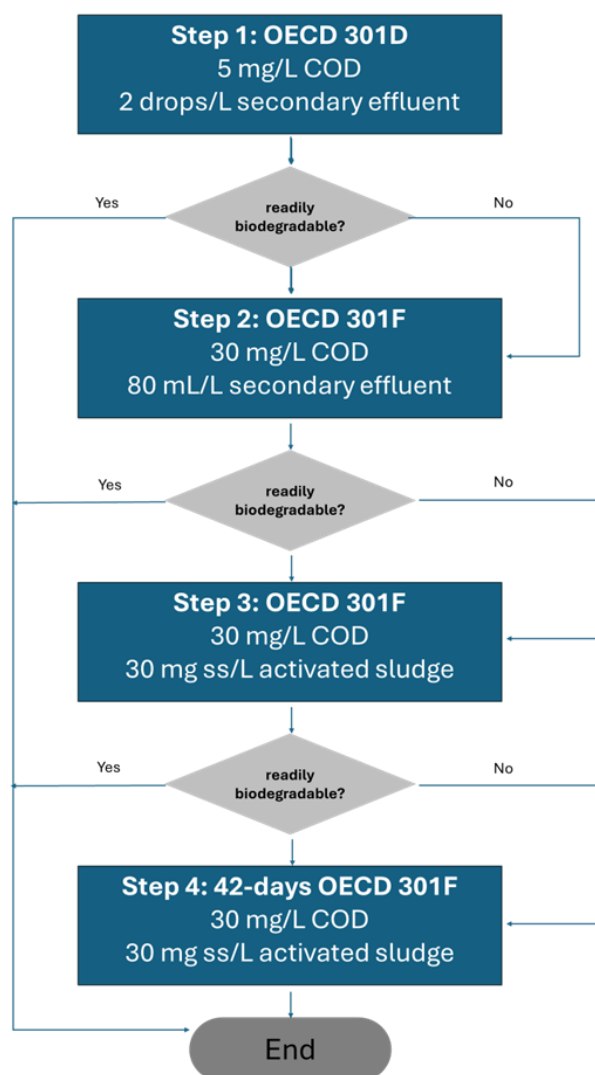 Step 1: OECD 301D
5 mg/L COD
2 drops/L secondary effluent
Yes
readily
biodegradable?
No
Step 2: OECD 301F
30 mg/L COD
80 mL/L secondary effluent
Yes
readily
biodegradable?
No
Step 3: OECD 301F
30 mg/L COD
30 mg ss/L activated sludge
Yes
readily
biodegradable?
No
Step 4: 42-days OECD 301F
30 mg/L COD
30 mg ss/L activated sludge
End